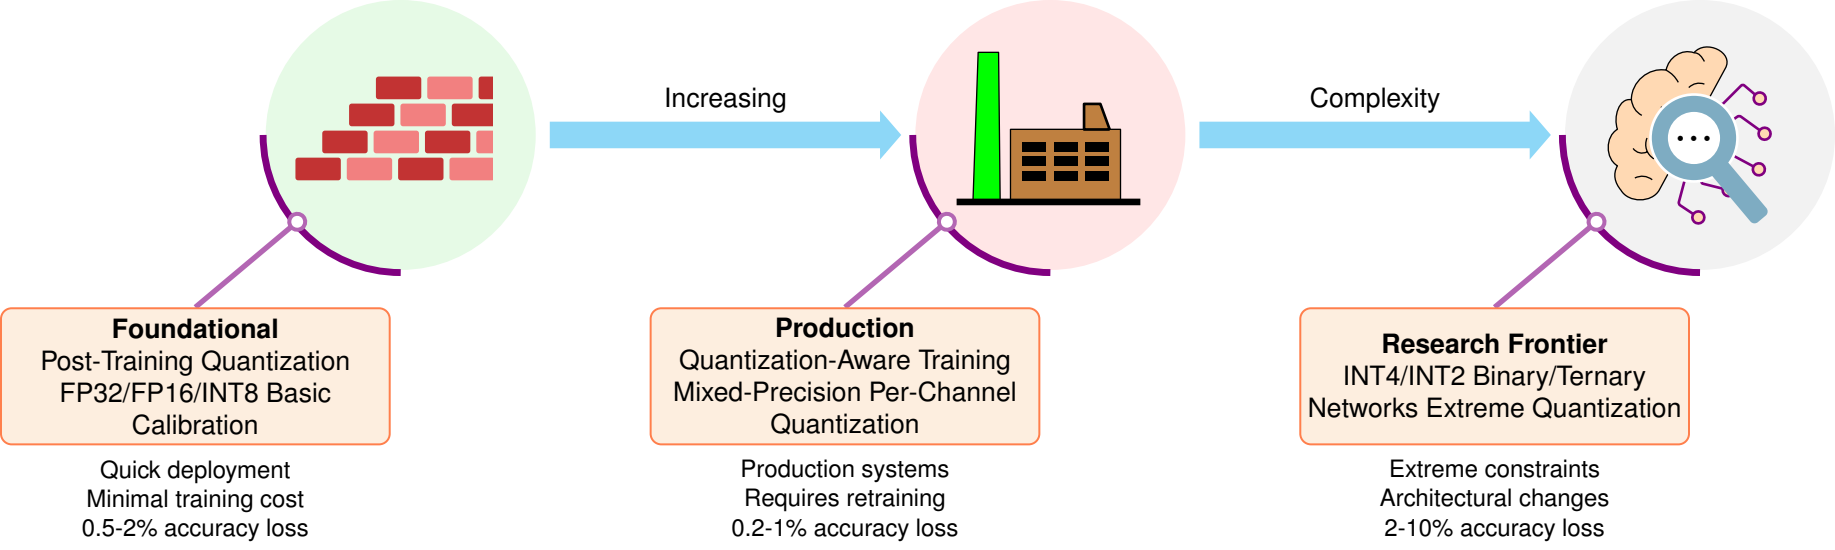 Increasing
Complexity
Foundational
Post-Training Quantization
FP32/FP16/INT8 Basic
Calibration
Quick deployment
Minimal training cost
0.5-2% accuracy loss
Production
Quantization-Aware Training
Mixed-Precision Per-Channel
Quantization
Production systems
Requires retraining
0.2-1% accuracy loss
Research Frontier
INT4/INT2 Binary/Ternary
Networks Extreme Quantization
Extreme constraints
Architectural changes
2-10% accuracy loss